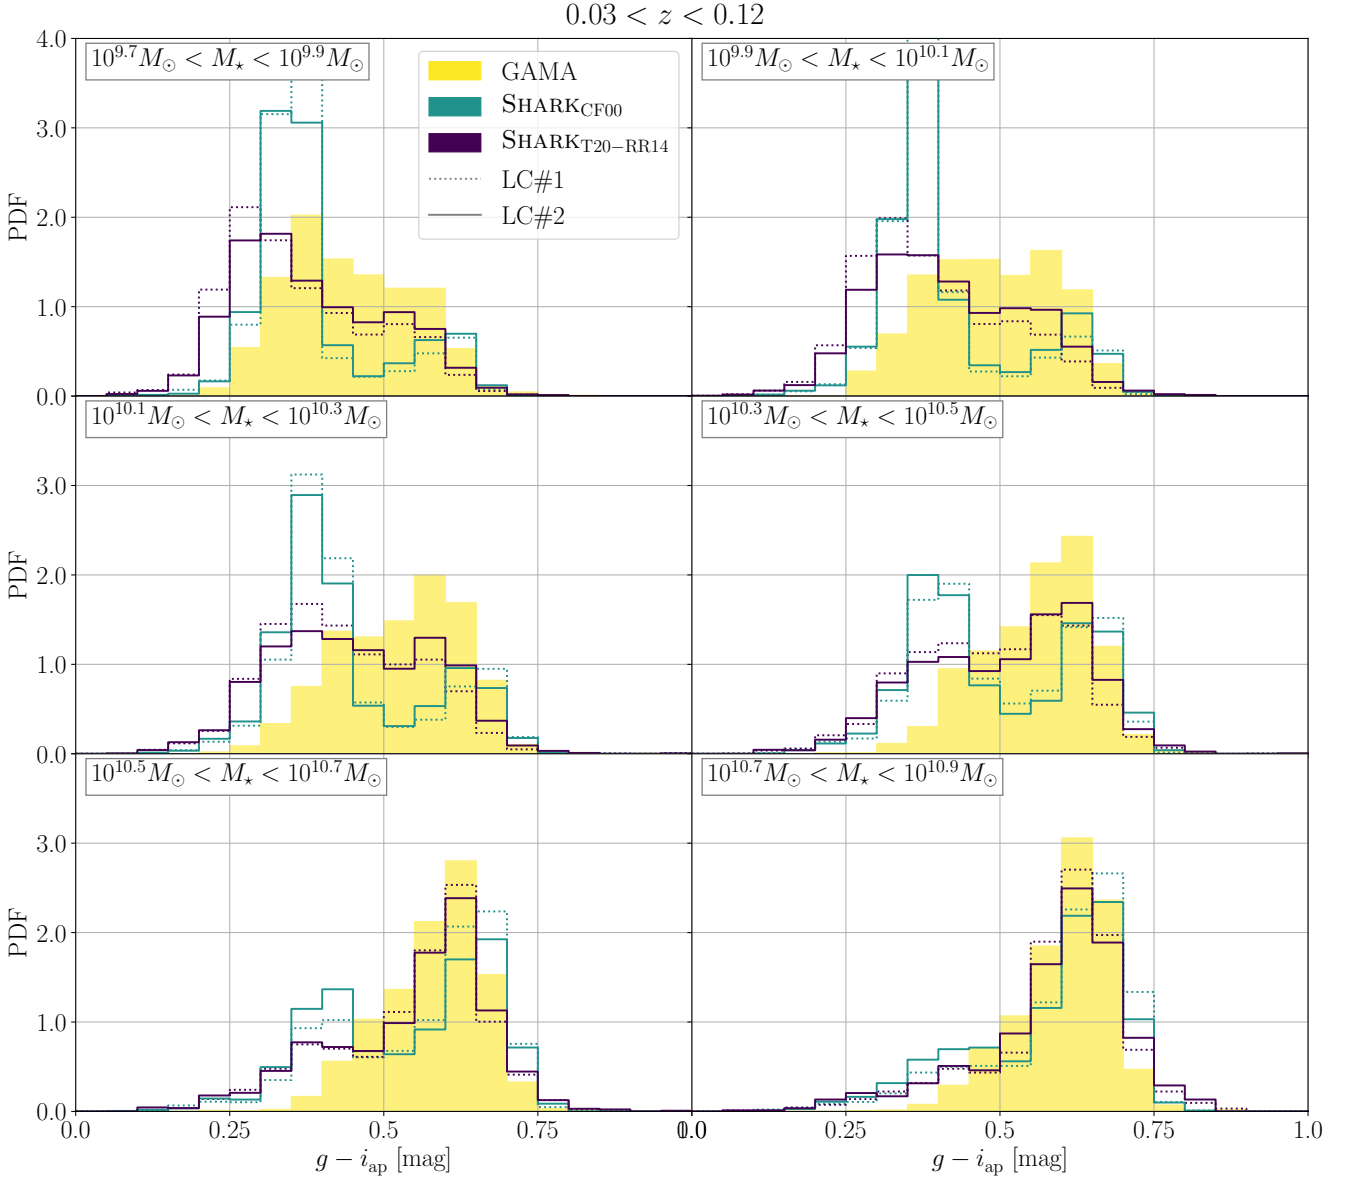 0.03 < z < 0.12
10^9.7 M⊙ < M⋆ < 10^9.9 M⊙
10^9.9 M⊙ < M⋆ < 10^10.1 M⊙
GAMA
SHARK_CF00
SHARK_T20−RR14
LC#1
LC#2
4.0
3.0
2.0
1.0
0.0
PDF
10^10.1 M⊙ < M⋆ < 10^10.3 M⊙
10^10.3 M⊙ < M⋆ < 10^10.5 M⊙
3.0
2.0
1.0
0.0
PDF
10^10.5 M⊙ < M⋆ < 10^10.7 M⊙
10^10.7 M⊙ < M⋆ < 10^10.9 M⊙
3.0
2.0
1.0
0.0
PDF
0.0 0.25 0.5 0.75 1.0
0.0 0.25 0.5 0.75 1.0
g − i_ap [mag]
g − i_ap [mag]